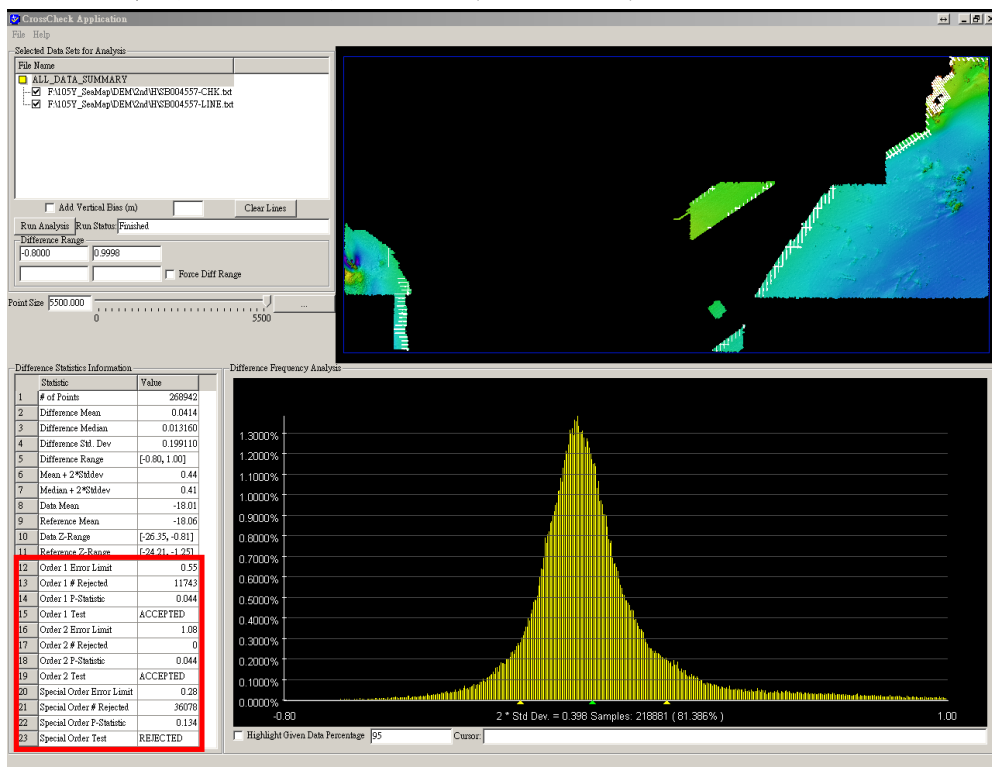 CrossCheck Application
File Help
Selected Data Sets for Analysis
File Name
ALL_DATA_SUMMARY
F:\105Y_SeaMap\DEM\2nd\H\SB004557-CHK.txt
F:\105Y_SeaMap\DEM\2nd\H\SB004557-LINE.txt
Add Vertical Bias (m) Clear Lines
Run Analysis Run Status: Finished
Difference Range
-0.8000 0.9998
Force Diff Range
Point Size 5500.000 ...
0 5500
Difference Statistics Information
Statistic Value
1 # of Points 268942
2 Difference Mean 0.0414
3 Difference Median 0.013160
4 Difference Std. Dev 0.199110
5 Difference Range [-0.80, 1.00]
6 Mean + 2*Stddev 0.44
7 Median + 2*Stddev 0.41
8 Data Mean -18.01
9 Reference Mean -18.06
10 Data Z-Range [-26.35, -0.81]
11 Reference Z-Range [-24.21, -1.25]
12 Order 1 Error Limit 0.55
13 Order 1 # Rejected 11743
14 Order 1 P-Statistic 0.044
15 Order 1 Test ACCEPTED
16 Order 2 Error Limit 1.08
17 Order 2 # Rejected 0
18 Order 2 P-Statistic 0.044
19 Order 2 Test ACCEPTED
20 Special Order Error Limit 0.28
21 Special Order # Rejected 36078
22 Special Order P-Statistic 0.134
23 Special Order Test REJECTED
Difference Frequency Analysis
1.3000%
1.2000%
1.1000%
1.0000%
0.9000%
0.8000%
0.7000%
0.6000%
0.5000%
0.4000%
0.3000%
0.2000%
0.1000%
0.0000%
-0.80 2 * Std Dev. = 0.398 Samples: 218881 ( 81.386% ) 1.00
Highlight Given Data Percentage 95 Cursor: